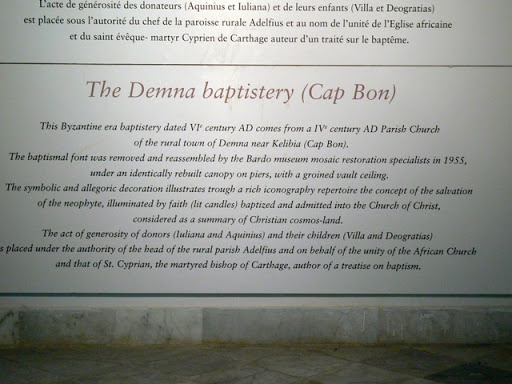 L'acte de générosité des donateurs (Aquinius et Iuliana) et de leurs enfants (Villa et Deogratias)
est placée sous l'autorité du chef de la paroisse rurale Adelfius et au nom de l'unité de l'Eglise africaine
et du saint évêque- martyr Cyprien de Carthage auteur d'un traité sur le baptême.
The Demna baptistery (Cap Bon)
This Byzantine era baptistery dated VIᵉ century AD comes from a IVᵉ century AD Parish Church
of the rural town of Demna near Kelibia (Cap Bon).
The baptismal font was removed and reassembled by the Bardo museum mosaic restoration specialists in 1955,
under an identically rebuilt canopy on piers, with a groined vault ceiling.
The symbolic and allegoric decoration illustrates trough a rich iconography repertoire the concept of the salvation
of the neophyte, illuminated by faith (lit candles) baptized and admitted into the Church of Christ,
considered as a summary of Christian cosmos-land.
The act of generosity of donors (Iuliana and Aquinius) and their children (Villa and Deogratias)
s placed under the authority of the head of the rural parish Adelfius and on behalf of the unity of the African Church
and that of St. Cyprian, the martyred bishop of Carthage, author of a treatise on baptism.